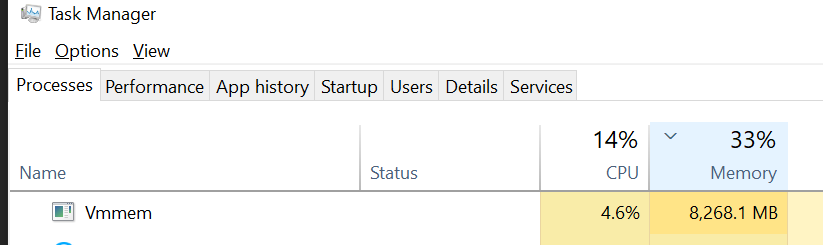 Task Manager
File Options View
Processes Performance App history Startup Users Details Services
14% 33%
Name Status CPU Memory
Vmmem 4.6% 8,268.1 MB